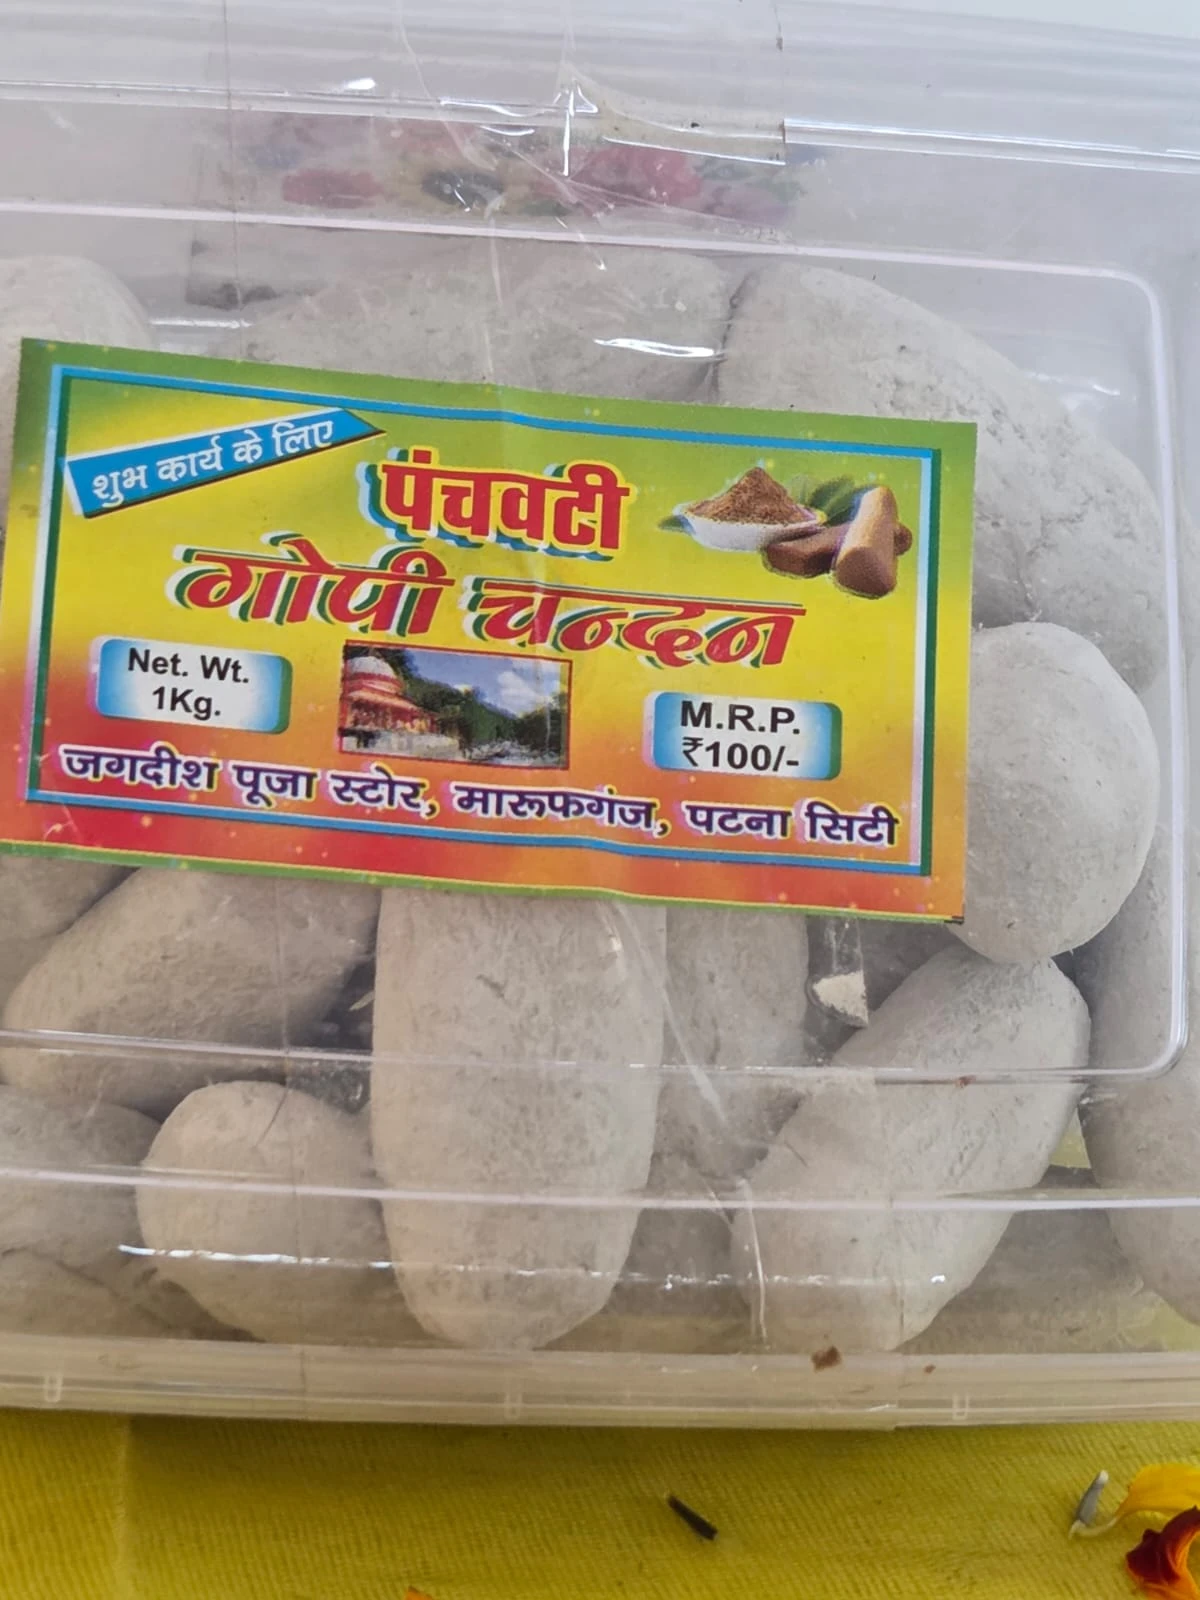 शुभ कार्य के लिए
पंचवटी
गोपी चन्दन
Net. Wt.
1Kg.
M.R.P.
₹100/-
जगदीश पूजा स्टोर, मारूफगंज, पटना सिटी